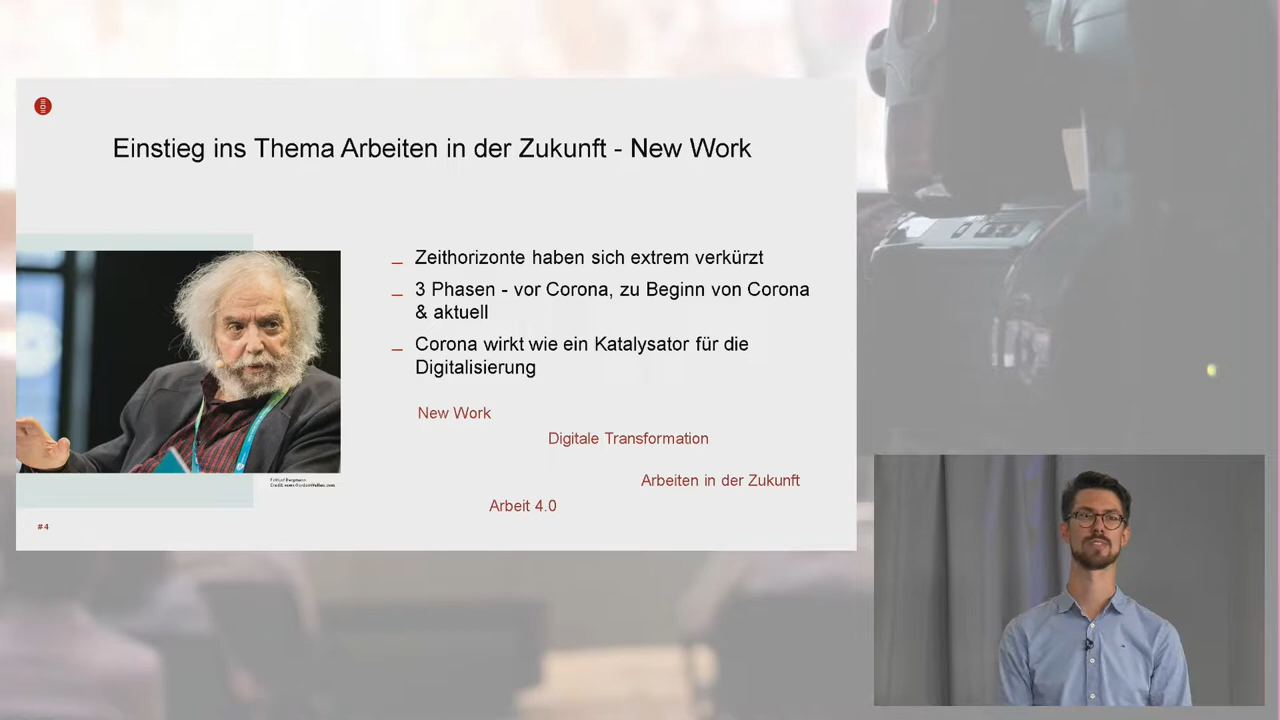 Einstieg ins Thema Arbeiten in der Zukunft - New Work
_ Zeithorizonte haben sich extrem verkürzt
_ 3 Phasen - vor Corona, zu Beginn von Corona
& aktuell
_ Corona wirkt wie ein Katalysator für die
Digitalisierung
New Work
Digitale Transformation
Arbeiten in der Zukunft
Arbeit 4.0
Bergmann
Credit:
#4